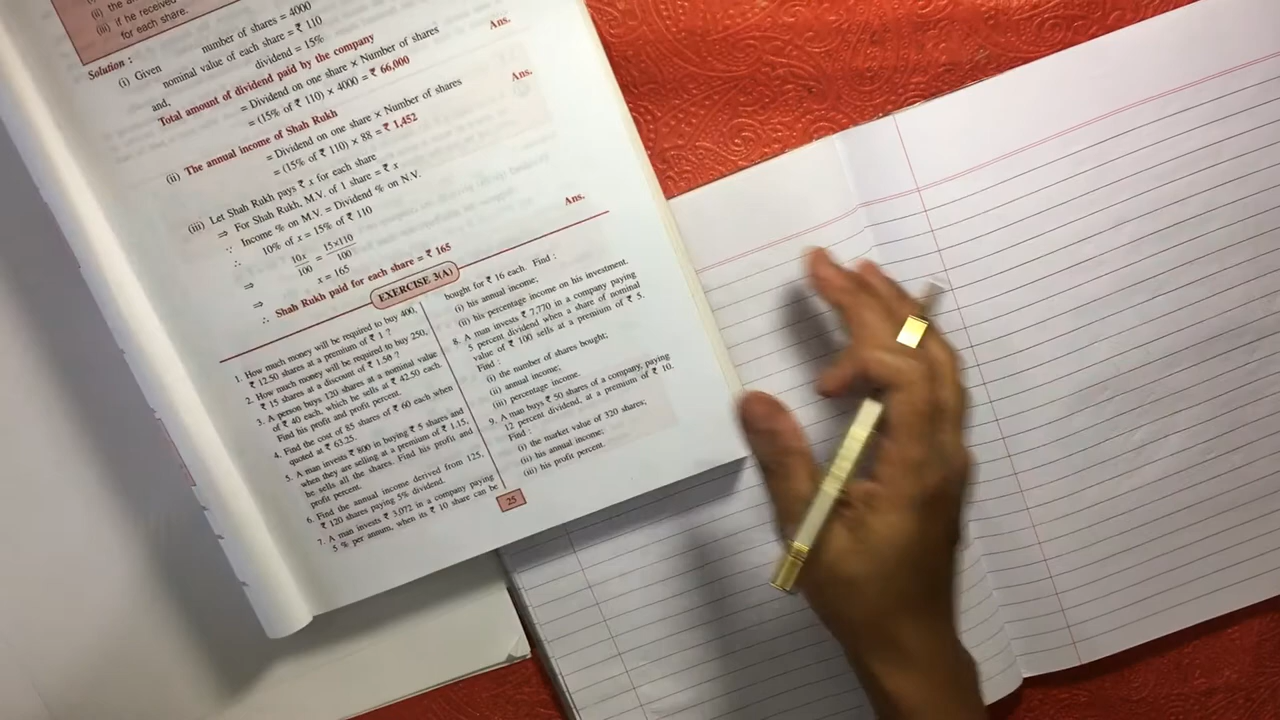 (ii) the
(iii) if he received
for each share.
Solution :
(i) Given number of shares = 4000
nominal value of each share = ₹ 110
and, dividend = 15%
Total amount of dividend paid by the company
= Dividend on one share × Number of shares
= (15% of ₹ 110) × 4000 = ₹ 66,000 Ans.
(ii) The annual income of Shah Rukh
= Dividend on one share × Number of shares
= (15% of ₹ 110) × 88 = ₹ 1,452 Ans.
(iii) Let Shah Rukh pays ₹ x for each share
⇒ For Shah Rukh, M.V. of 1 share = ₹ x
∵ Income % on M.V. = Dividend % on N.V.
∴ 10% of x = 15% of ₹ 110
⇒ 10x/100 = 15×110/100
⇒ x = 165
∴ Shah Rukh paid for each share = ₹ 165 Ans.
EXERCISE 3(A)
1. How much money will be required to buy 400,
₹ 12.50 shares at a premium of ₹ 1 ?
2. How much money will be required to buy 250,
₹ 15 shares at a discount of ₹ 1.50 ?
3. A person buys 120 shares at a nominal value
of ₹ 40 each, which he sells at ₹ 42.50 each.
Find his profit and profit percent.
4. Find the cost of 85 shares of ₹ 60 each when
quoted at ₹ 63.25.
5. A man invests ₹ 800 in buying ₹ 5 shares and
when they are selling at a premium of ₹ 1.15,
he sells all the shares. Find his profit and
profit percent.
6. Find the annual income derived from 125,
₹ 120 shares paying 5% dividend.
7. A man invests ₹ 3,072 in a company paying
5 % per annum, when its ₹ 10 share can be
bought for ₹ 16 each. Find :
(i) his annual income;
(ii) his percentage income on his investment.
8. A man invests ₹ 7,770 in a company paying
5 percent dividend when a share of nominal
value of ₹ 100 sells at a premium of ₹ 5.
Find :
(i) the number of shares bought;
(ii) annual income;
(iii) percentage income.
9. A man buys ₹ 50 shares of a company, paying
12 percent dividend, at a premium of ₹ 10.
Find :
(i) the market value of 320 shares;
(ii) his annual income;
(iii) his profit percent.
25